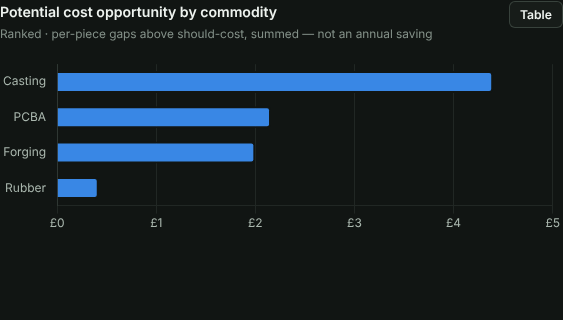 Potential cost opportunity by commodity
Table
Ranked · per-piece gaps above should-cost, summed — not an annual saving
Casting
PCBA
Forging
Rubber
£0 £1 £2 £3 £4 £5